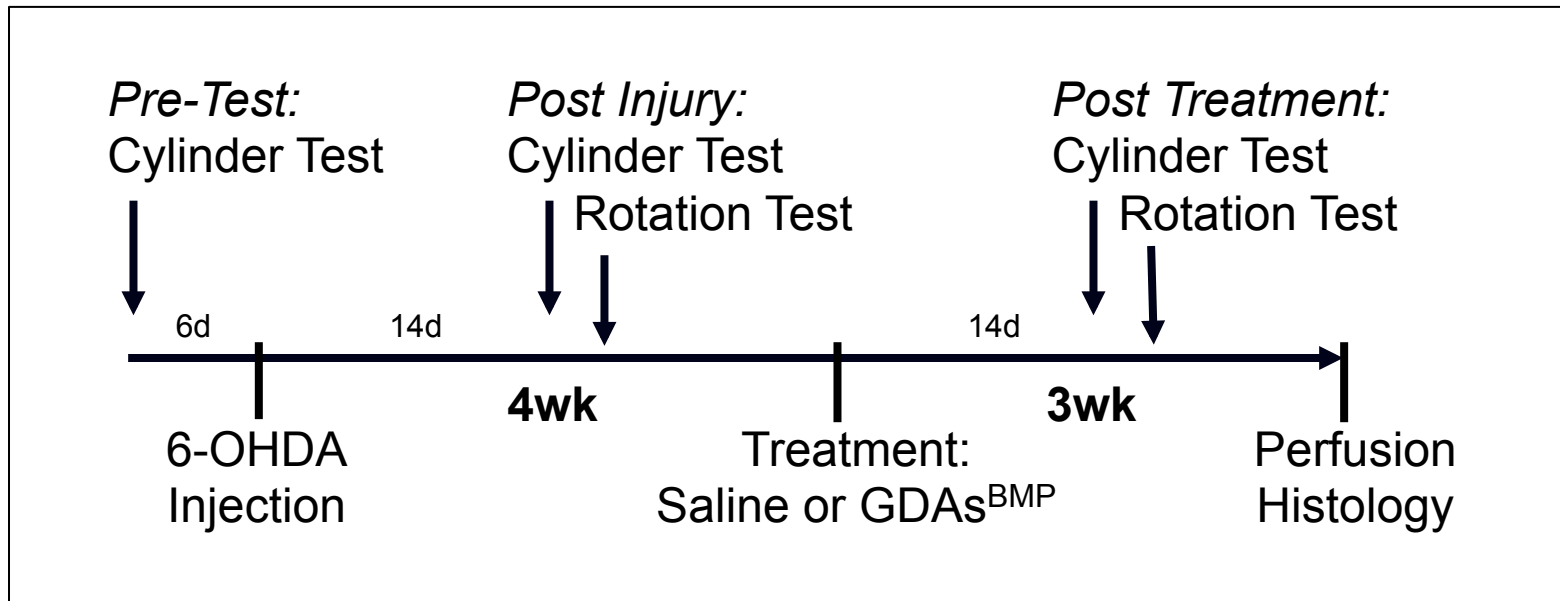 Pre-Test:
Cylinder Test
Post Injury:
Cylinder Test
Rotation Test
Post Treatment:
Cylinder Test
Rotation Test
6d
14d
14d
4wk
3wk
6-OHDA
Injection
Treatment:
Saline or GDAsᴮᴹᴾ
Perfusion
Histology